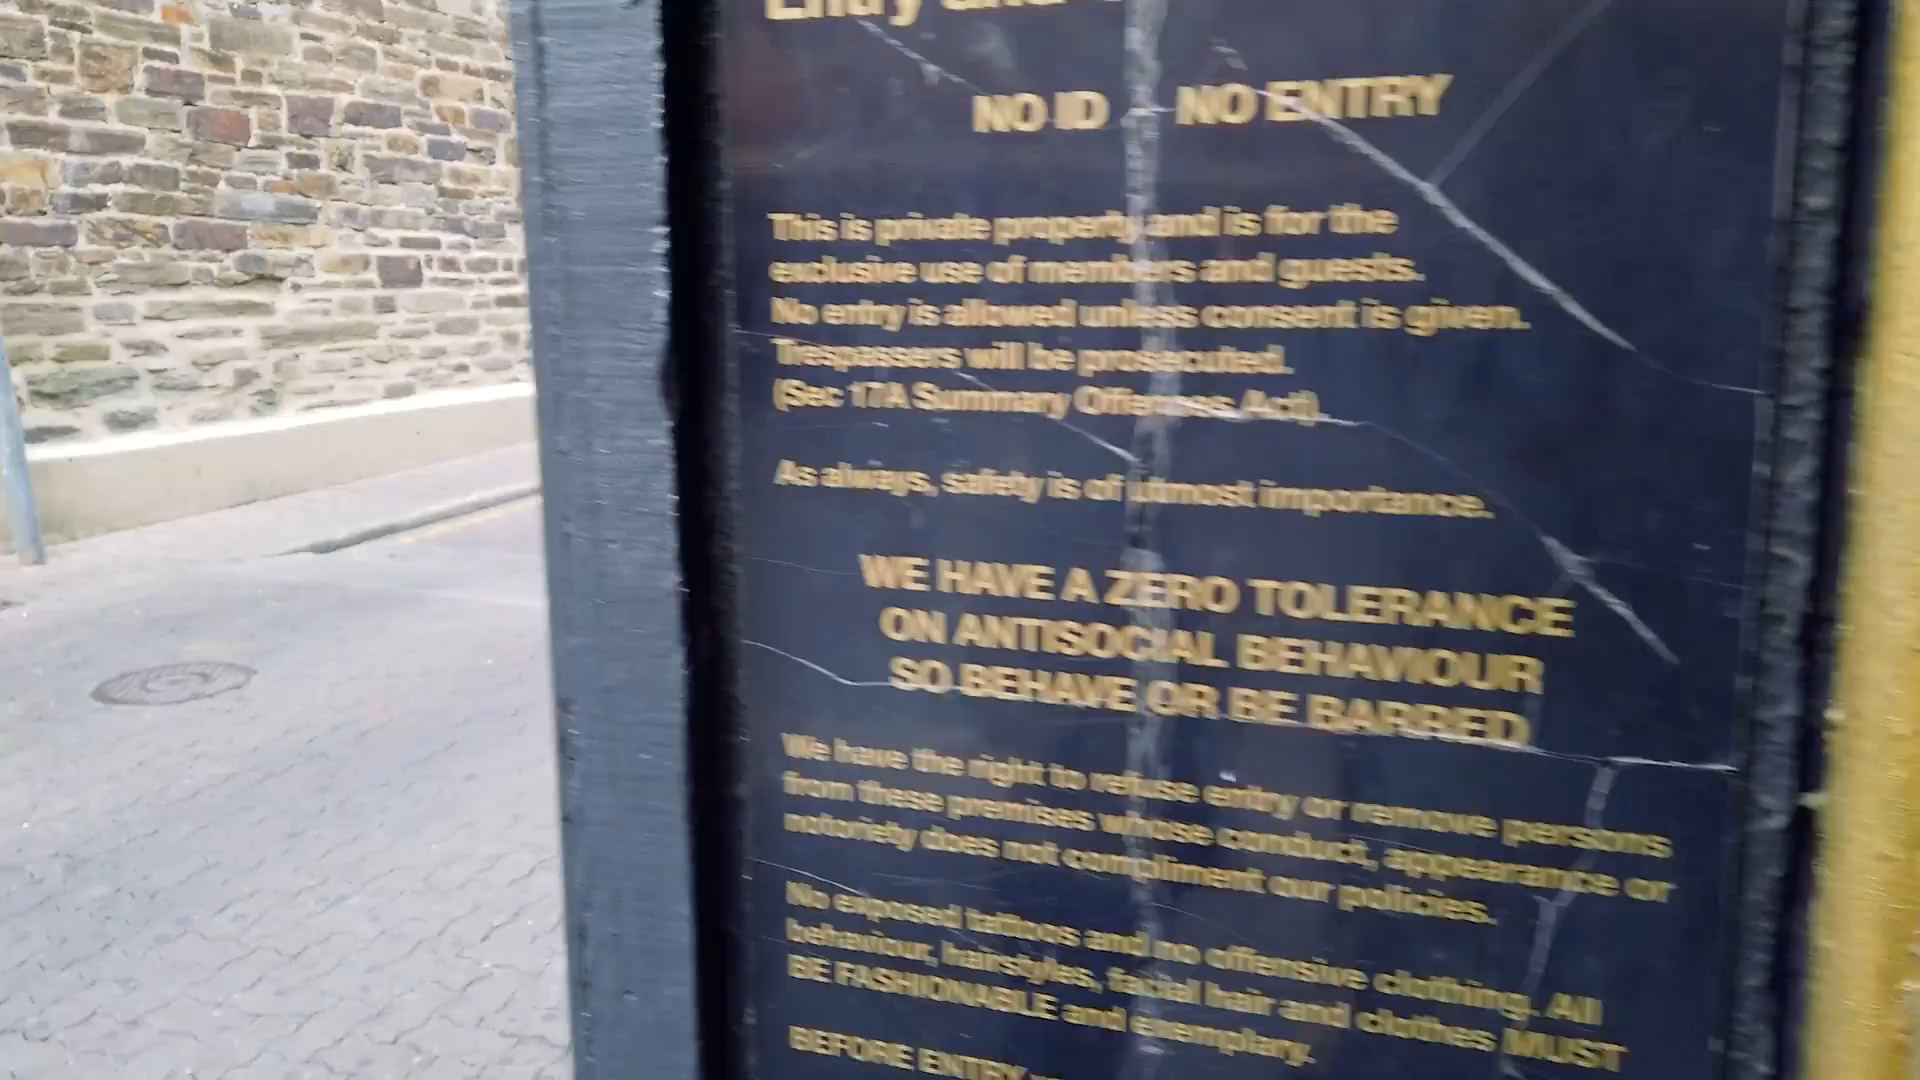 Entry and
NO ID NO ENTRY
This is private property and is for the
exclusive use of members and guests.
No entry is allowed unless consent is given.
Trespassers will be prosecuted.
(Sec 17A Summary Offences Act).
As always, safety is of utmost importance.
WE HAVE A ZERO TOLERANCE
ON ANTISOCIAL BEHAVIOUR
SO BEHAVE OR BE BARRED
We have the right to refuse entry or remove persons
from these premises whose conduct, appearance or
notoriety does not compliment our policies.
No exposed tattoos and no offensive clothing. All
behaviour, hairstyles, facial hair and clothes MUST
BE FASHIONABLE and exemplary.
BEFORE ENTRY